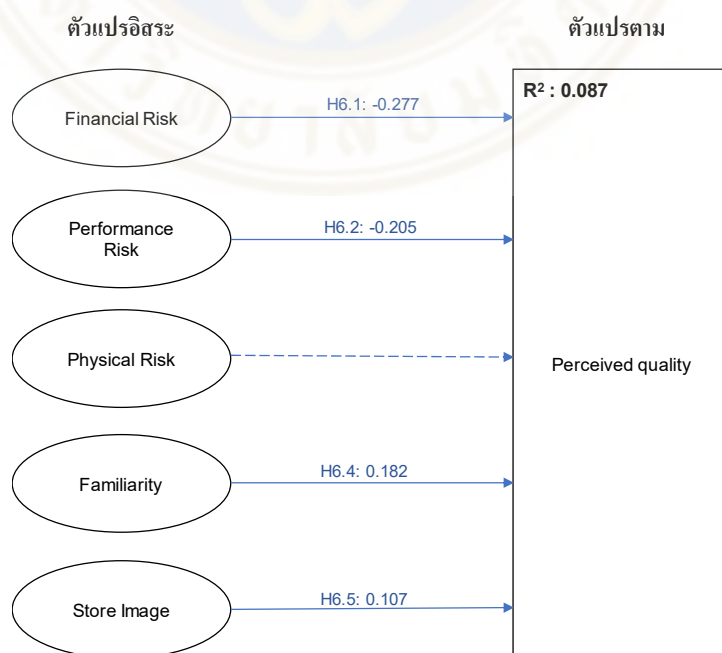 ตัวแปรอิสระ
ตัวแปรตาม
R² : 0.087
Financial Risk
H6.1: -0.277
Performance
Risk
H6.2: -0.205
Physical Risk
Perceived quality
Familiarity
H6.4: 0.182
Store Image
H6.5: 0.107